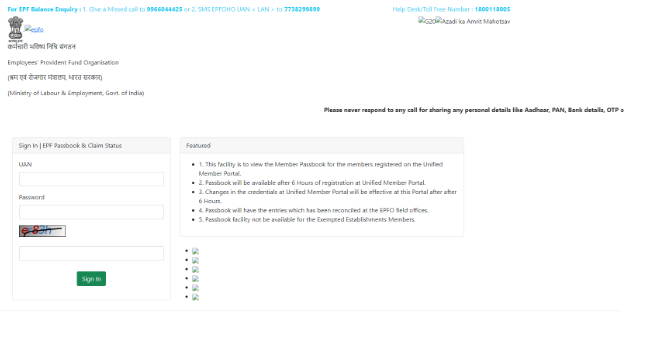 For EPF Balance Enquiry : 1. Give a Missed call to 9966044425 or 2. SMS EPFOHO UAN + LAN + to 7738299899
Help Desk/Toll Free Number : 1800118005
epfo
G20 Azadi ka Amrit Mahotsav
कर्मचारी भविष्य निधि संगठन
Employees' Provident Fund Organisation
(श्रम एवं रोजगार मंत्रालय, भारत सरकार)
(Ministry of Labour & Employment, Govt. of India)
Please never respond to any call for sharing any personal details like Aadhaar, PAN, Bank details, OTP o
Sign In | EPF Passbook & Claim Status
UAN
Password
Sign In
Featured
1. This facility is to view the Member Passbook for the members registered on the Unified
Member Portal.
2. Passbook will be available after 6 Hours of registration at Unified Member Portal.
3. Changes in the credentials at Unified Member Portal will be effective at this Portal after after
6 Hours.
4. Passbook will have the entries which has been reconciled at the EPFO field offices.
5. Passbook facility not be available for the Exempted Establishments Members.